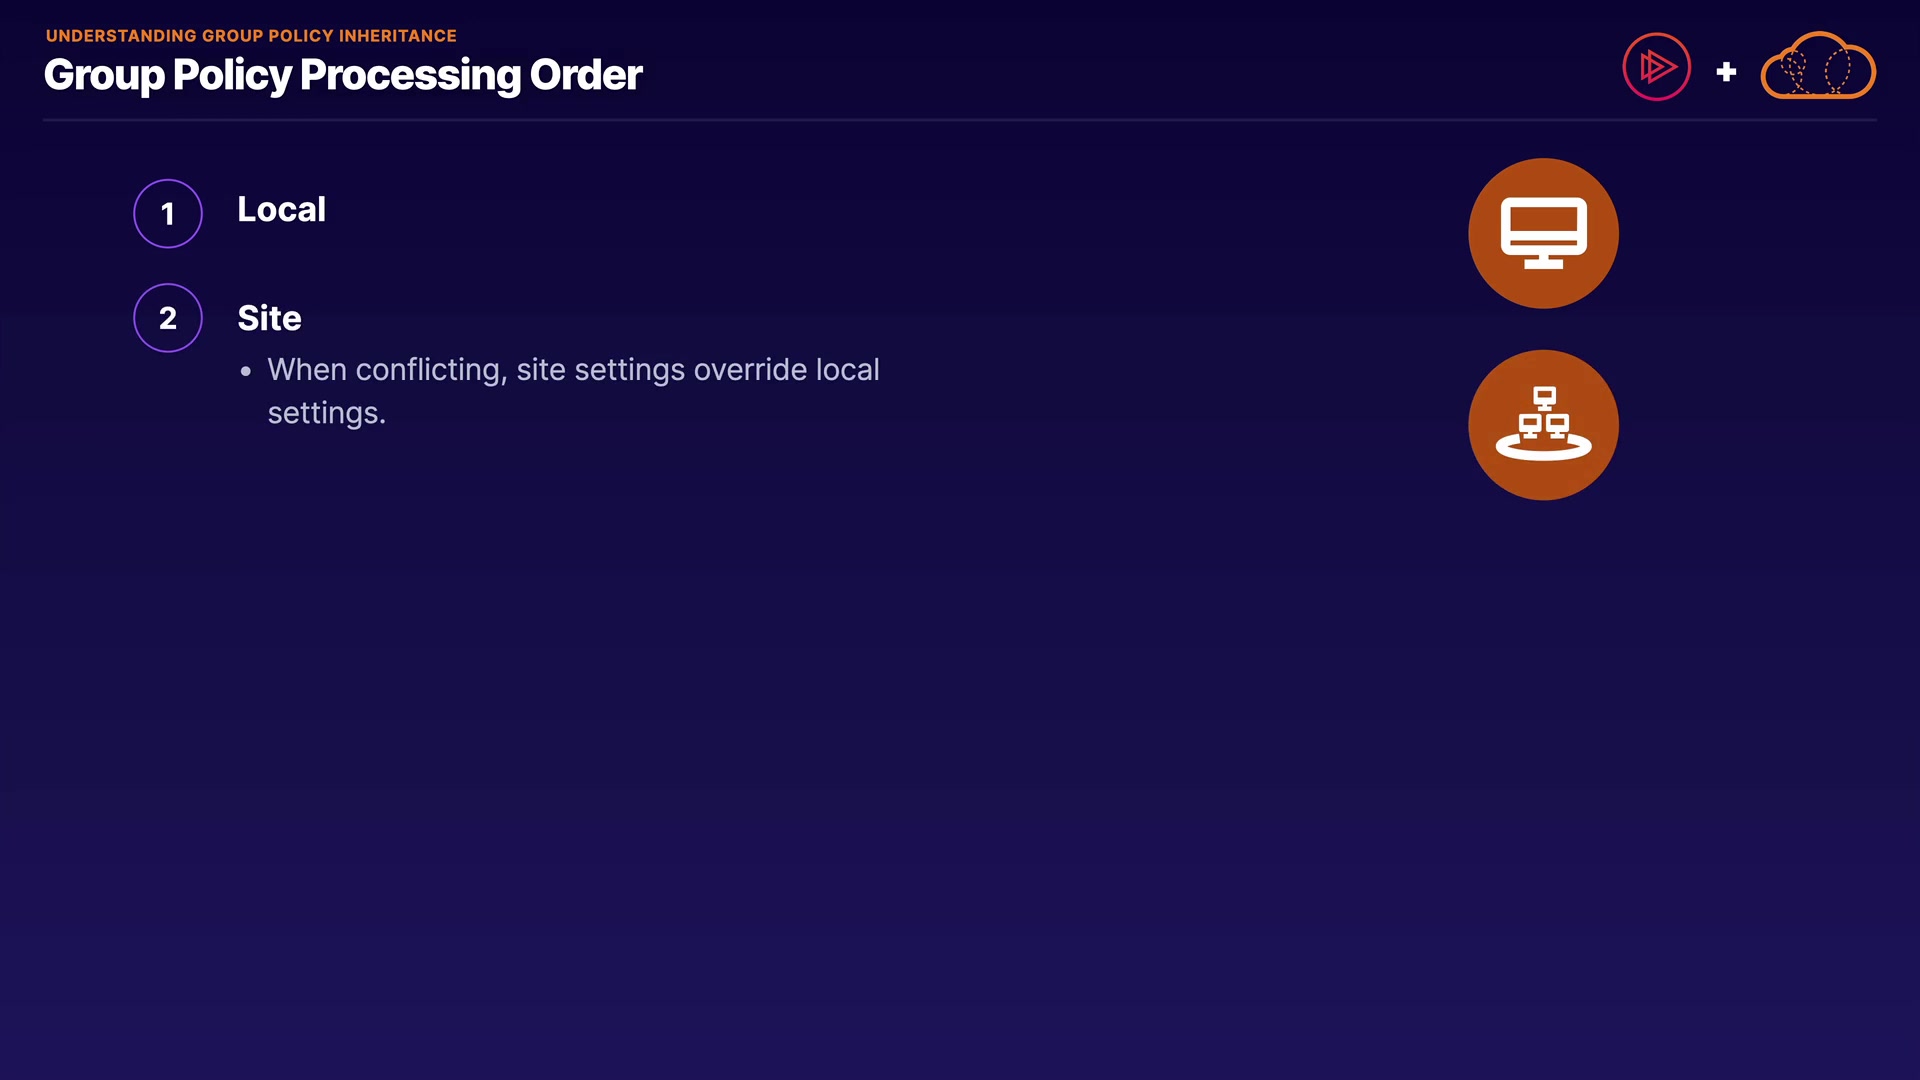 UNDERSTANDING GROUP POLICY INHERITANCE
Group Policy Processing Order
+
1 Local
2 Site
• When conflicting, site settings override local
settings.